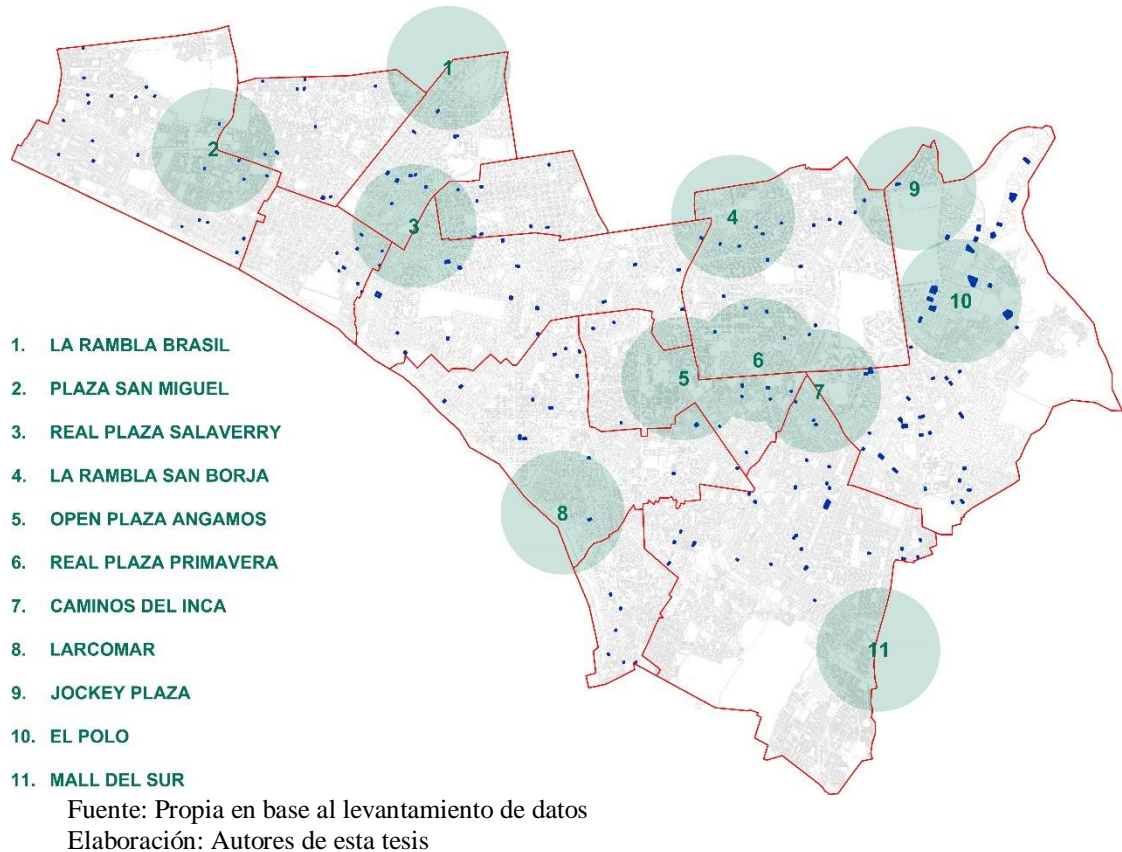 1
2
3
4
5
6
7
8
9
10
11
1. LA RAMBLA BRASIL
2. PLAZA SAN MIGUEL
3. REAL PLAZA SALAVERRY
4. LA RAMBLA SAN BORJA
5. OPEN PLAZA ANGAMOS
6. REAL PLAZA PRIMAVERA
7. CAMINOS DEL INCA
8. LARCOMAR
9. JOCKEY PLAZA
10. EL POLO
11. MALL DEL SUR
Fuente: Propia en base al levantamiento de datos
Elaboración: Autores de esta tesis